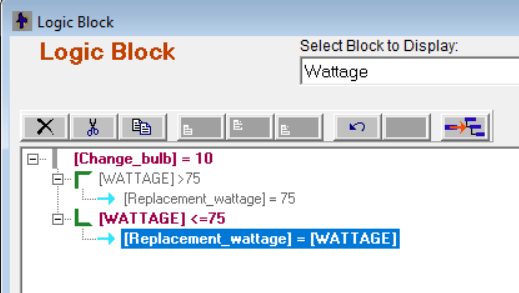 Logic Block
Logic Block
Select Block to Display:
Wattage
[Change_bulb] = 10
[WATTAGE] >75
[Replacement_wattage] = 75
[WATTAGE] <=75
[Replacement_wattage] = [WATTAGE]